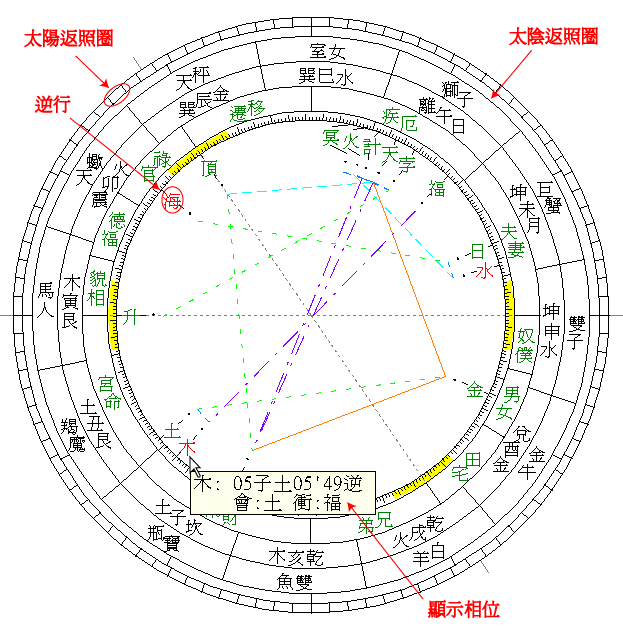 太陽返照圈
太陰返照圈
逆行
顯示相位
室女
巽巳水
天秤
巽辰金
遷移
獅子
離午日
疾厄
天蠍
震卯火
官祿
巨蟹
坤未月
夫妻
福德
人馬
艮寅木
相貌
雙子
坤申水
奴僕
魔羯
艮丑土
命宮
金牛
兌酉金
男女
田宅
寶瓶
坎子土
財
雙魚
乾亥木
白羊
乾戌火
兄弟
頂
冥火計天孛
福
海
日
水
升
金
土
木
木: 05子土05'49逆
會:土 衝:福